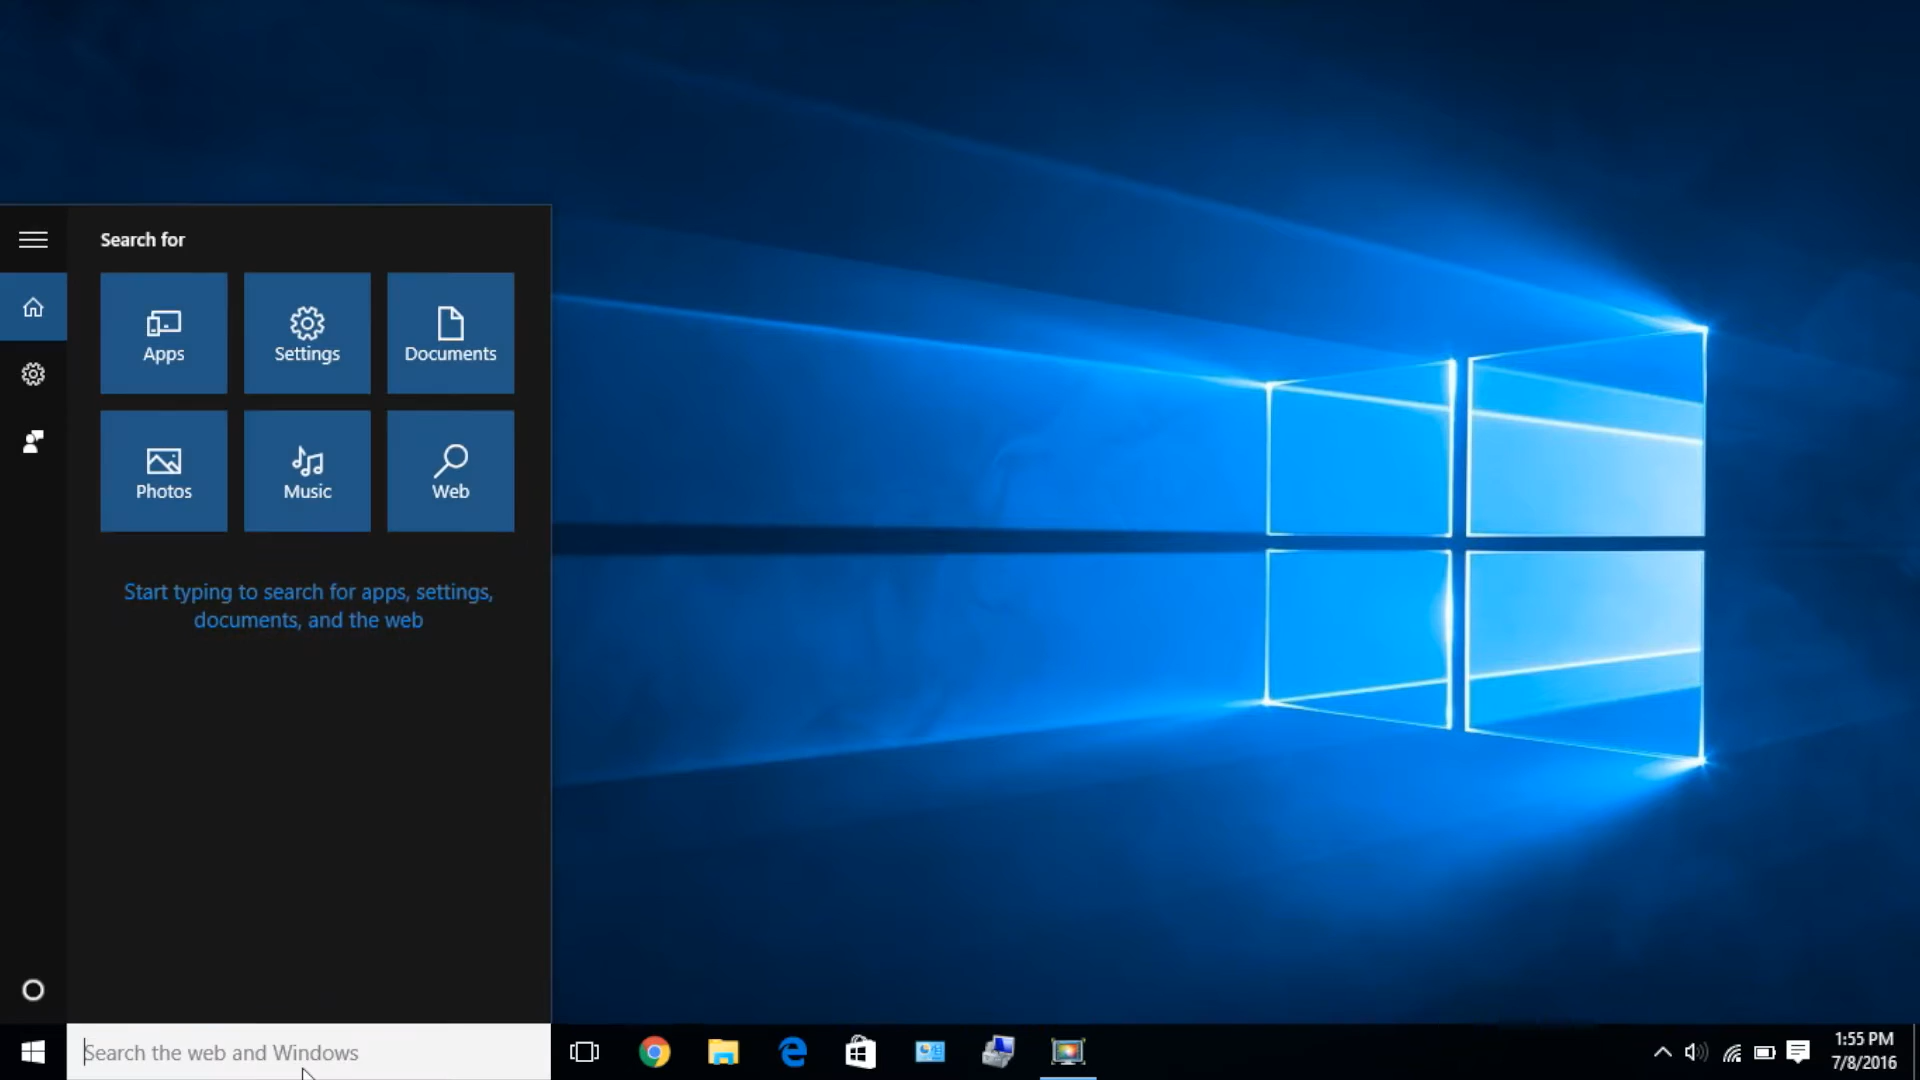 Search for
Apps
Settings
Documents
Photos
Music
Web
Start typing to search for apps, settings,
documents, and the web
Search the web and Windows
1:55 PM
7/8/2016